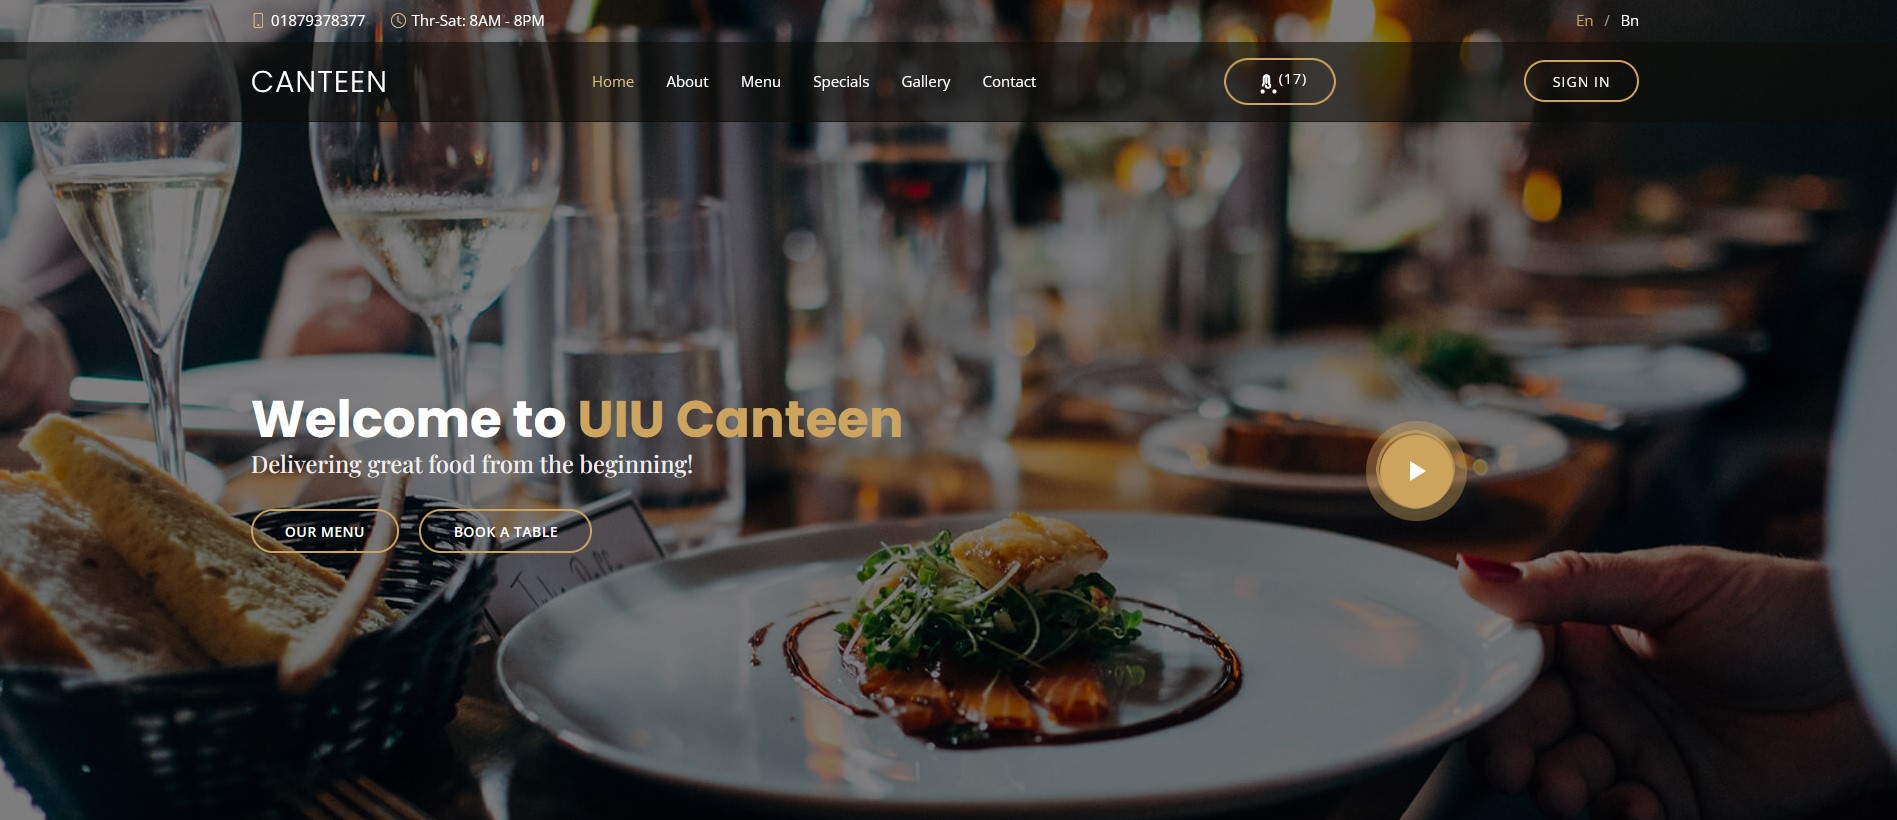 01879378377 Thr-Sat: 8AM - 8PM En / Bn
CANTEEN Home About Menu Specials Gallery Contact (17) SIGN IN
Welcome to UIU Canteen
Delivering great food from the beginning!
OUR MENU BOOK A TABLE